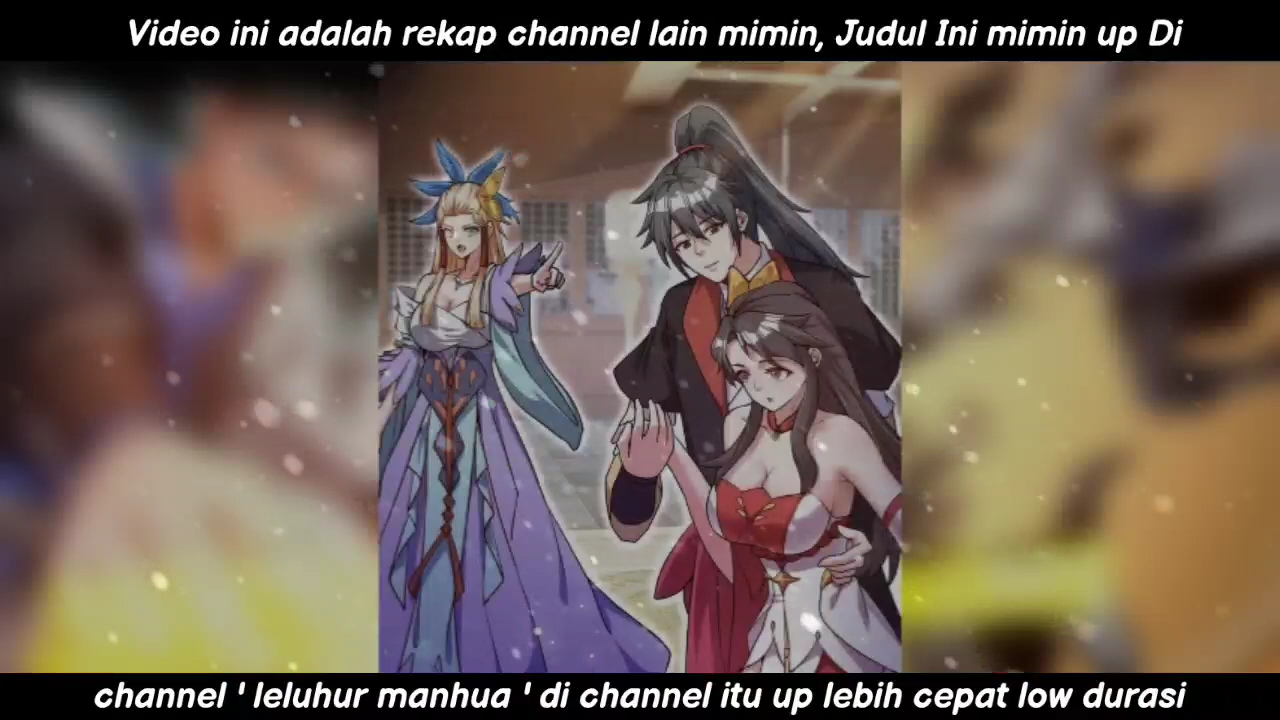 Video ini adalah rekap channel lain mimin, Judul Ini mimin up Di
channel ' leluhur manhua ' di channel itu up lebih cepat low durasi